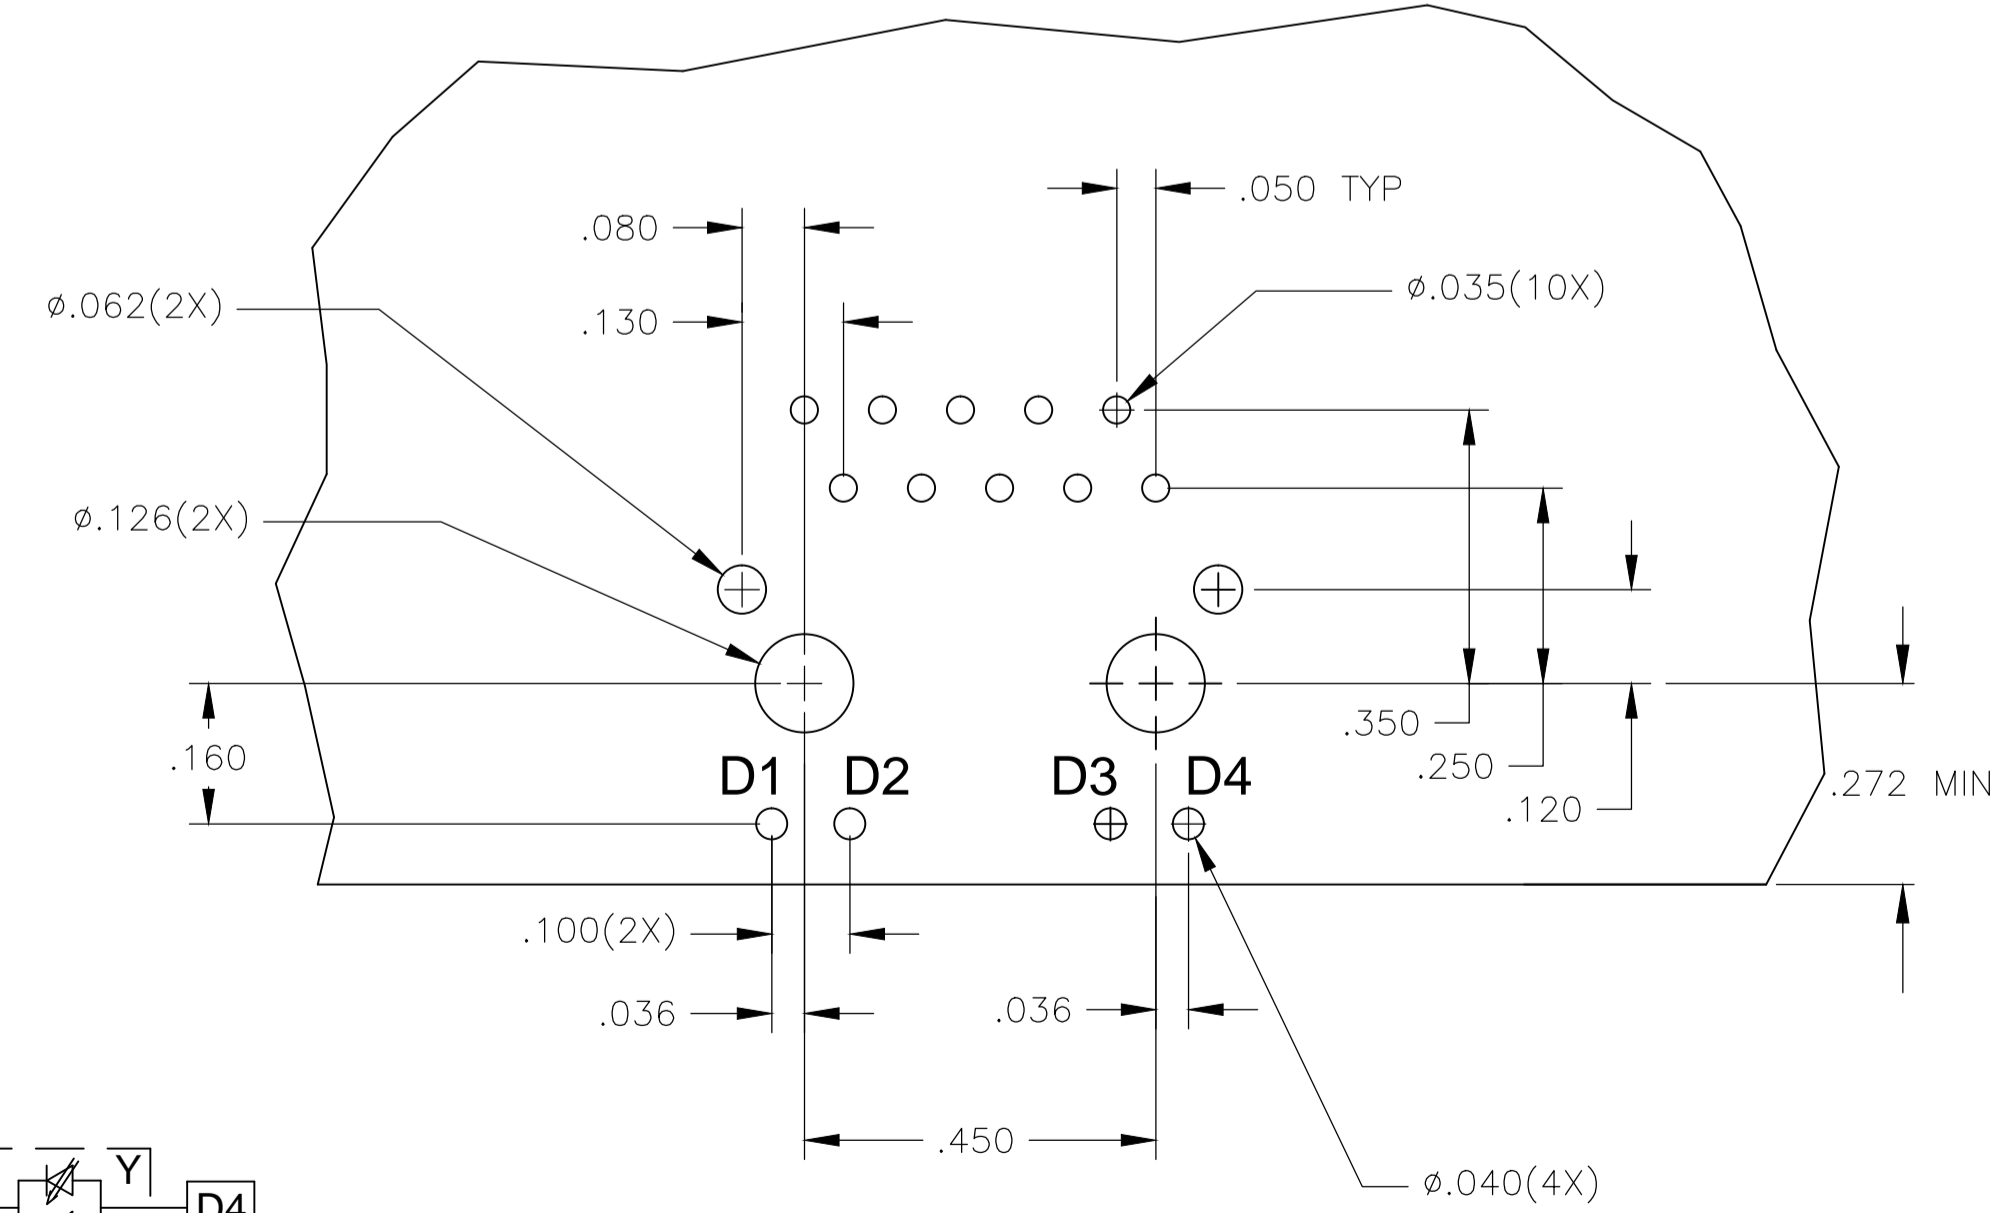 .050 TYP
.080
ø.035(10X)
ø.062(2X)
.130
ø.126(2X)
.350
.160
D1 D2 D3 D4
.250
.272 MIN
.120
.100(2X)
.036
.036
.450
ø.040(4X)
Y
D4